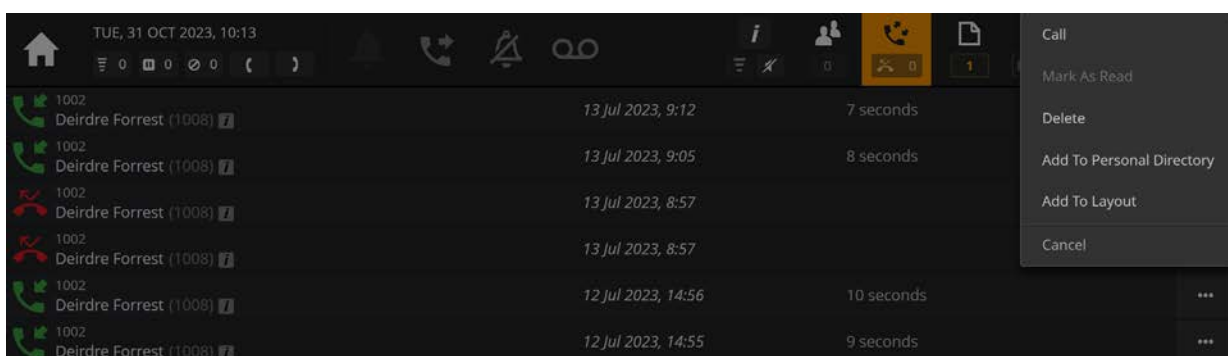 TUE, 31 OCT 2023, 10:13
0 0 0
i
0
0
1
Call
Mark As Read
Delete
Add To Personal Directory
Add To Layout
Cancel
1002
Deirdre Forrest (1008) i
13 Jul 2023, 9:12
7 seconds
1002
Deirdre Forrest (1008) i
13 Jul 2023, 9:05
8 seconds
1002
Deirdre Forrest (1008) i
13 Jul 2023, 8:57
1002
Deirdre Forrest (1008) i
13 Jul 2023, 8:57
1002
Deirdre Forrest (1008) i
12 Jul 2023, 14:56
10 seconds
1002
Deirdre Forrest (1008) i
12 Jul 2023, 14:55
9 seconds